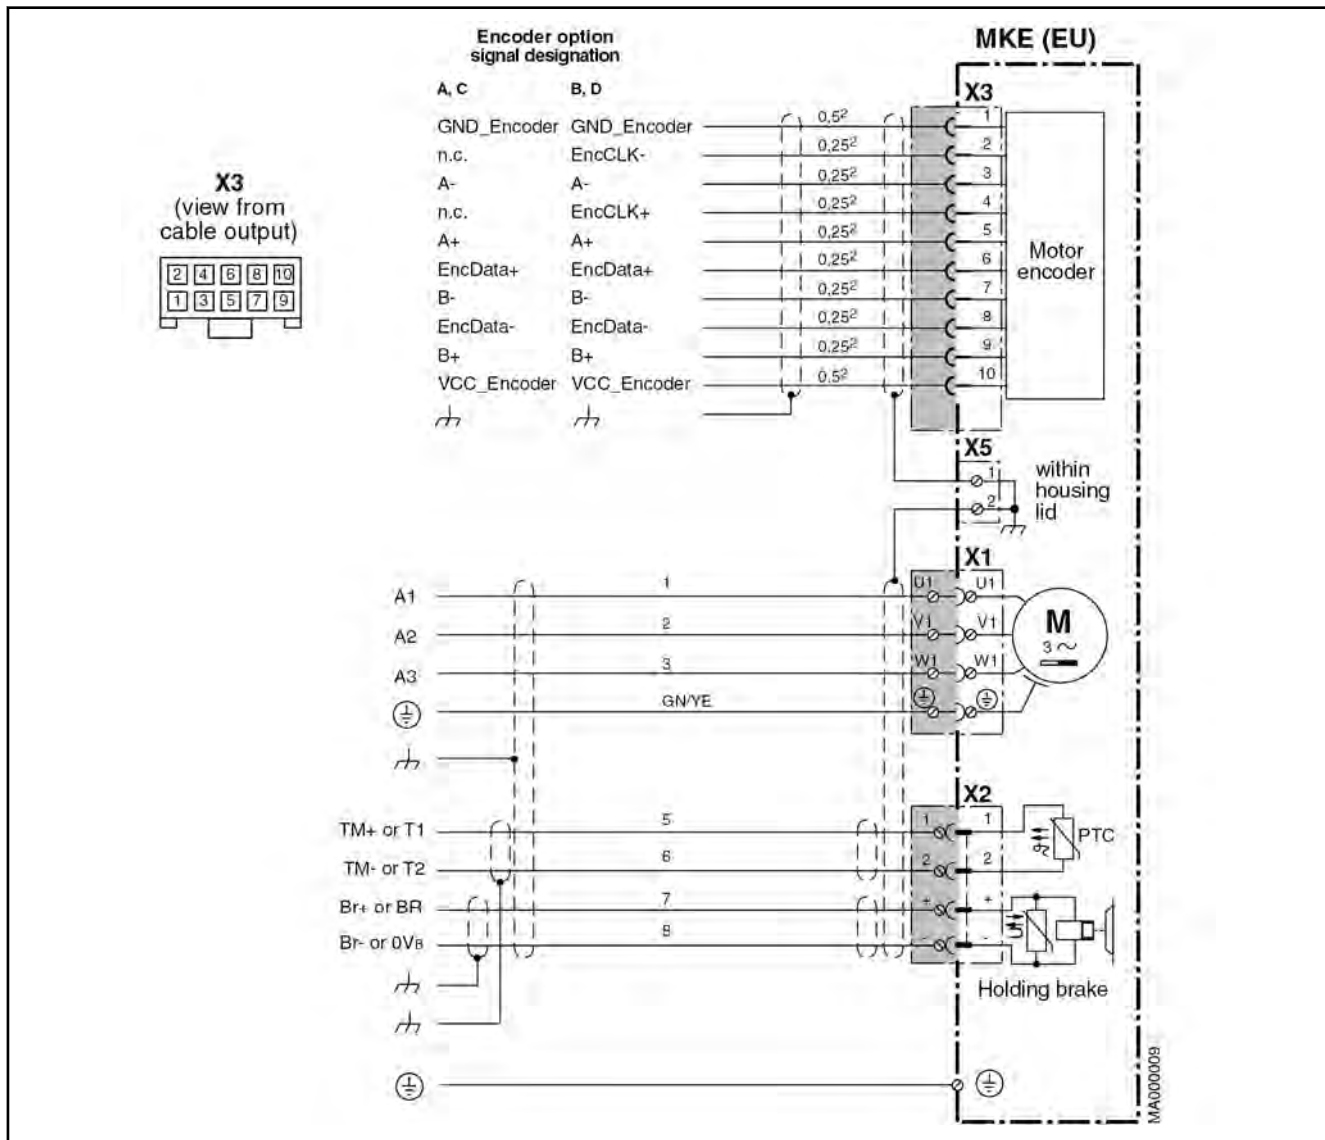 Encoder option
signal designation
MKE (EU)
A, C B, D
X3
GND_Encoder GND_Encoder 0,5² 1
n.c. EncCLK- 0,25² 2
A- A- 0,25² 3
n.c. EncCLK+ 0,25² 4
A+ A+ 0,25² 5
EncData+ EncData+ 0,25² 6
B- B- 0,25² 7
EncData- EncData- 0,25² 8
B+ B+ 0,25² 9
VCC_Encoder VCC_Encoder 0,5² 10
Motor
encoder
X3
(view from
cable output)
2 4 6 8 10
1 3 5 7 9
X5
1
2
within
housing
lid
X1
A1 1 U1 U1
A2 2 V1 V1
A3 3 W1 W1
GN/YE
M
3 ~
X2
TM+ or T1 5 1 1
TM- or T2 6 2 2
PTC
ϑ
Br+ or BR 7 + +
Br- or 0VB 8 - -
U
Holding brake
MA000009